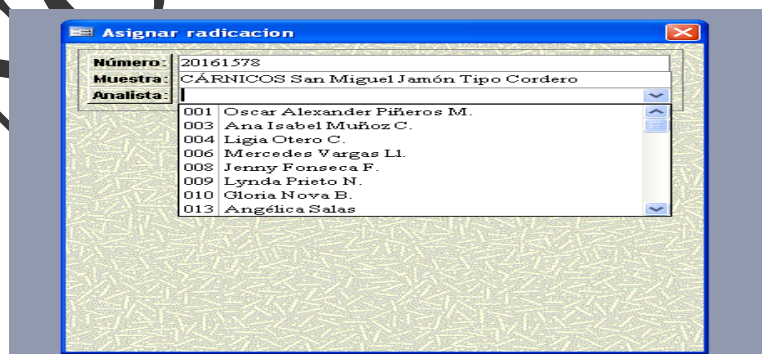 Asignar radicacion
Número: 20161578
Muestra: CÁRNICOS San Miguel Jamón Tipo Cordero
Analista:
001 Oscar Alexander Piñeros M.
003 Ana Isabel Muñoz C.
004 Ligia Otero C.
006 Mercedes Vargas Ll.
008 Jenny Fonseca F.
009 Lynda Prieto N.
010 Gloria Nova B.
013 Angélica Salas